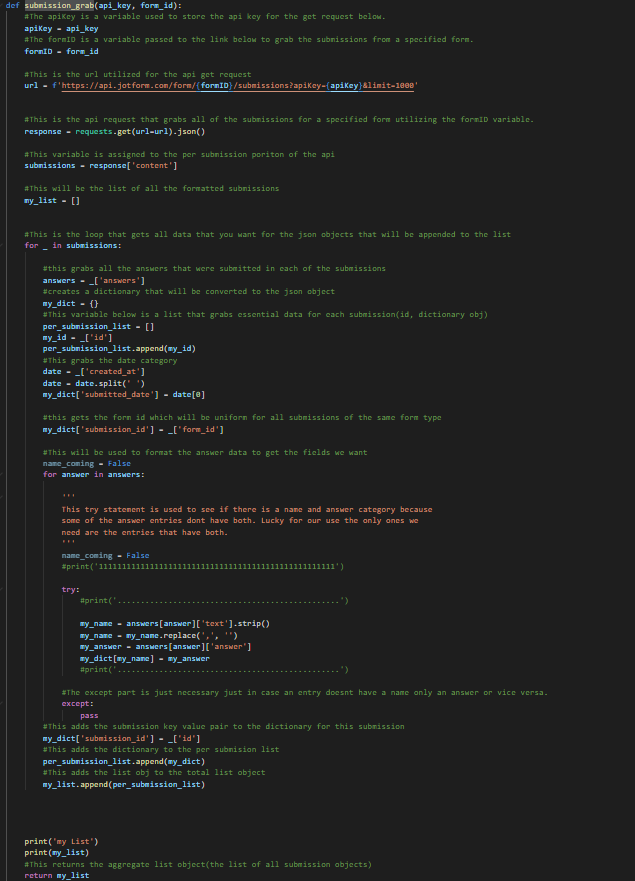 def submission_grab(api_key, form_id):
#The apiKey is a variable used to store the api key for the get request below.
apiKey = api_key
#The formID is a variable passed to the link below to grab the submissions from a specified form.
formID = form_id
#This is the url utilized for the api get request
url = f'https://api.jotform.com/form/{formID}/submissions?apiKey={apiKey}&limit=1000'
#This is the api request that grabs all of the submissions for a specified form utilizing the formID variable.
response = requests.get(url=url).json()
#This variable is assigned to the per submission poriton of the api
submissions = response['content']
#This will be the list of all the formatted submissions
my_list = []
#This is the loop that gets all data that you want for the json objects that will be appended to the list
for _ in submissions:
#this grabs all the answers that were submitted in each of the submissions
answers = _['answers']
#creates a dictionary that will be converted to the json object
my_dict = {}
#This variable below is a list that grabs essential data for each submission(id, dictionary obj)
per_submission_list = []
my_id = _['id']
per_submission_list.append(my_id)
#This grabs the date category
date = _['created_at']
date = date.split(' ')
my_dict['submitted_date'] = date[0]
#this gets the form id which will be uniform for all submissions of the same form type
my_dict['submission_id'] = _['form_id']
#This will be used to format the answer data to get the fields we want
name_coming = False
for answer in answers:
'''
This try statement is used to see if there is a name and answer category because
some of the answer entries dont have both. Lucky for our use the only ones we
need are the entries that have both.
'''
name_coming = False
#print('1111111111111111111111111111111111111111111111111111')
try:
#print('................................................')
my_name = answers[answer]['text'].strip()
my_name = my_name.replace(',', '')
my_answer = answers[answer]['answer']
my_dict[my_name] = my_answer
#print('................................................')
#The except part is just necessary just in case an entry doesnt have a name only an answer or vice versa.
except:
pass
#This adds the submission key value pair to the dictionary for this submission
my_dict['submission_id'] = _['id']
#This adds the dictionary to the per submision list
per_submission_list.append(my_dict)
#This adds the list obj to the total list object
my_list.append(per_submission_list)
print('my List')
print(my_list)
#This returns the aggregate list object(the list of all submission objects)
return my_list